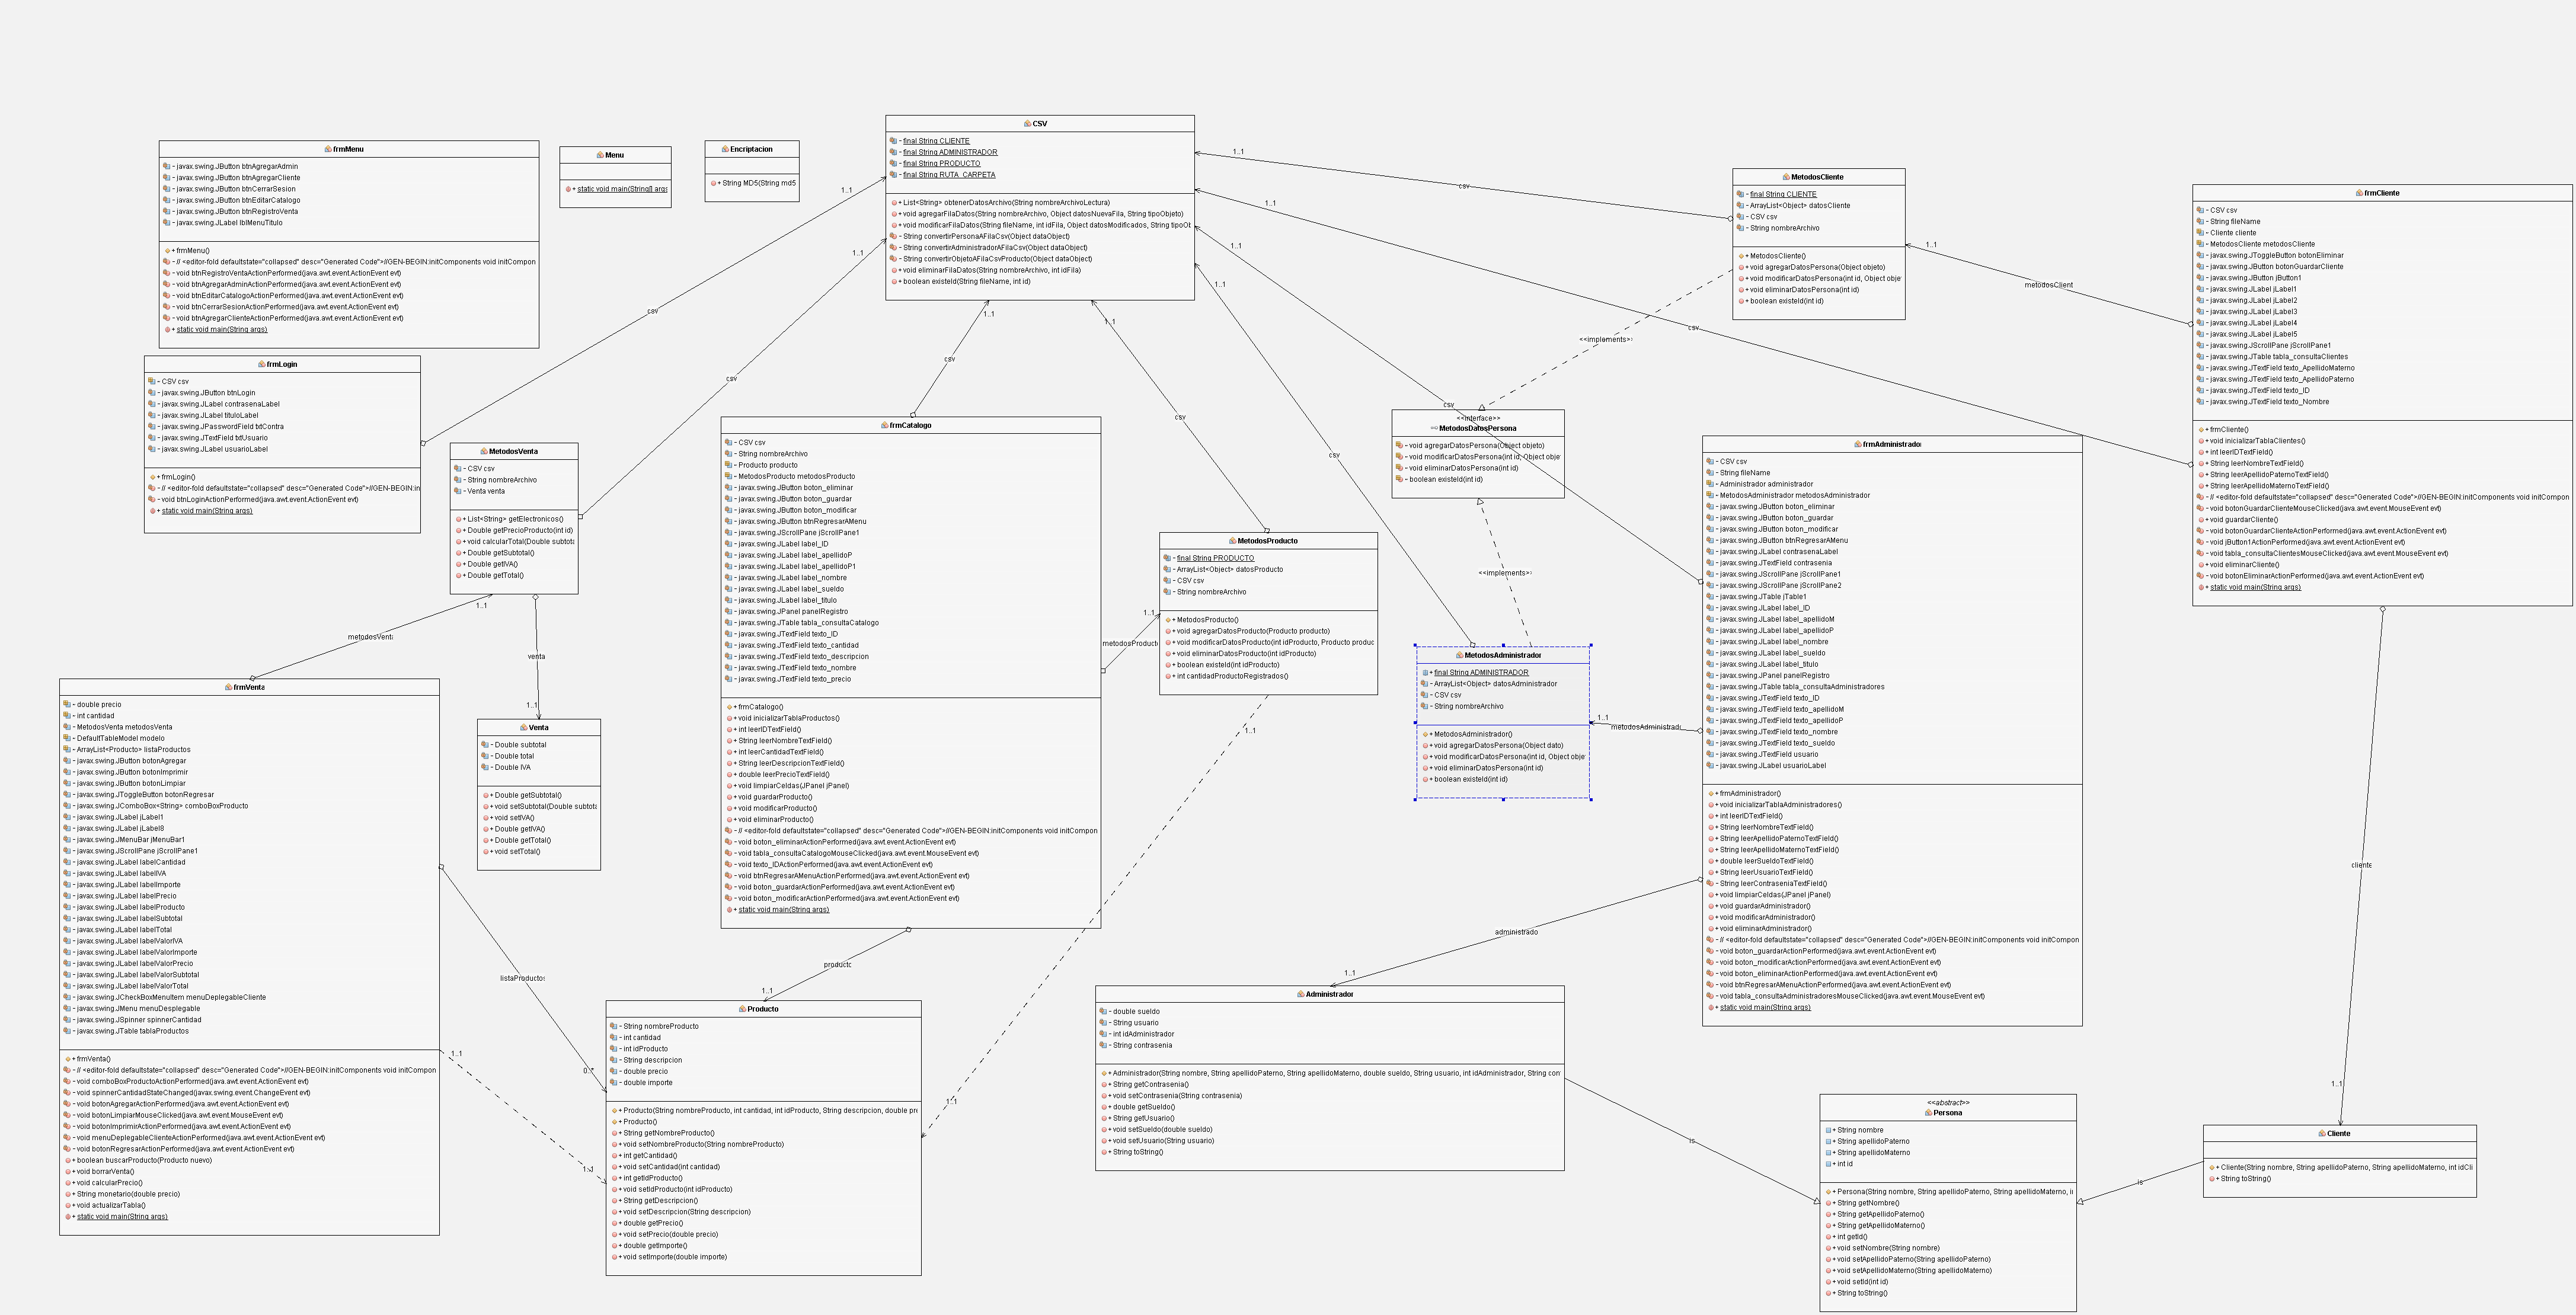 frmMenu
- javax.swing.JButton btnAgregarAdmin
- javax.swing.JButton btnAgregarCliente
- javax.swing.JButton btnCerrarSesion
- javax.swing.JButton btnEditarCatalogo
- javax.swing.JButton btnRegistroVenta
- javax.swing.JLabel lblMenuTitulo
+ frmMenu()
- // <editor-fold defaultstate="collapsed" desc="Generated Code">//GEN-BEGIN:initComponents void initCompon
- void btnRegistroVentaActionPerformed(java.awt.event.ActionEvent evt)
- void btnAgregarAdminActionPerformed(java.awt.event.ActionEvent evt)
- void btnEditarCatalogoActionPerformed(java.awt.event.ActionEvent evt)
- void btnCerrarSesionActionPerformed(java.awt.event.ActionEvent evt)
- void btnAgregarClienteActionPerformed(java.awt.event.ActionEvent evt)
+ static void main(String args)
Menu
+ static void main(String[] args
Encriptacion
+ String MD5(String md5
CSV
- final String CLIENTE
- final String ADMINISTRADOR
- final String PRODUCTO
- final String RUTA_CARPETA
+ List<String> obtenerDatosArchivo(String nombreArchivoLectura)
+ void agregarFilaDatos(String nombreArchivo, Object datosNuevaFila, String tipoObjeto)
+ void modificarFilaDatos(String fileName, int idFila, Object datosModificados, String tipoOb
- String convertirPersonaAFilaCsv(Object dataObject)
- String convertirAdministradorAFilaCsv(Object dataObject)
- String convertirObjetoAFilaCsvProducto(Object dataObject)
+ void eliminarFilaDatos(String nombreArchivo, int idFila)
+ boolean existeId(String fileName, int id)
MetodosCliente
- final String CLIENTE
- ArrayList<Object> datosCliente
- CSV csv
- String nombreArchivo
+ MetodosCliente()
+ void agregarDatosPersona(Object objeto)
+ void modificarDatosPersona(int id, Object obje
+ void eliminarDatosPersona(int id)
+ boolean existeId(int id)
frmCliente
- CSV csv
- String fileName
- Cliente cliente
- MetodosCliente metodosCliente
- javax.swing.JToggleButton botonEliminar
- javax.swing.JButton botonGuardarCliente
- javax.swing.JButton jButton1
- javax.swing.JLabel jLabel1
- javax.swing.JLabel jLabel2
- javax.swing.JLabel jLabel3
- javax.swing.JLabel jLabel4
- javax.swing.JLabel jLabel5
- javax.swing.JScrollPane jScrollPane1
- javax.swing.JTable tabla_consultaClientes
- javax.swing.JTextField texto_ApellidoMaterno
- javax.swing.JTextField texto_ApellidoPaterno
- javax.swing.JTextField texto_ID
- javax.swing.JTextField texto_Nombre
+ frmCliente()
+ void inicializarTablaClientes()
+ int leerIDTextField()
+ String leerNombreTextField()
+ String leerApellidoPaternoTextField()
+ String leerApellidoMaternoTextField()
- // <editor-fold defaultstate="collapsed" desc="Generated Code">//GEN-BEGIN:initComponents void initCompon
- void botonGuardarClienteMouseClicked(java.awt.event.MouseEvent evt)
+ void guardarCliente()
- void botonGuardarClienteActionPerformed(java.awt.event.ActionEvent evt)
- void jButton1ActionPerformed(java.awt.event.ActionEvent evt)
- void tabla_consultaClientesMouseClicked(java.awt.event.MouseEvent evt)
+ void eliminarCliente()
- void botonEliminarActionPerformed(java.awt.event.ActionEvent evt)
+ static void main(String args)
frmLogin
- CSV csv
- javax.swing.JButton btnLogin
- javax.swing.JLabel contrasenaLabel
- javax.swing.JLabel tituloLabel
- javax.swing.JPasswordField txtContra
- javax.swing.JTextField txtUsuario
- javax.swing.JLabel usuarioLabel
+ frmLogin()
- // <editor-fold defaultstate="collapsed" desc="Generated Code">//GEN-BEGIN:in
- void btnLoginActionPerformed(java.awt.event.ActionEvent evt)
+ static void main(String args)
MetodosVenta
- CSV csv
- String nombreArchivo
- Venta venta
+ List<String> getElectronicos()
+ Double getPrecioProducto(int id)
+ void calcularTotal(Double subtota
+ Double getSubtotal()
+ Double getIVA()
+ Double getTotal()
frmCatalogo
- CSV csv
- String nombreArchivo
- Producto producto
- MetodosProducto metodosProducto
- javax.swing.JButton boton_eliminar
- javax.swing.JButton boton_guardar
- javax.swing.JButton boton_modificar
- javax.swing.JButton btnRegresarAMenu
- javax.swing.JScrollPane jScrollPane1
- javax.swing.JLabel label_ID
- javax.swing.JLabel label_apellidoP
- javax.swing.JLabel label_apellidoP1
- javax.swing.JLabel label_nombre
- javax.swing.JLabel label_sueldo
- javax.swing.JLabel label_titulo
- javax.swing.JPanel panelRegistro
- javax.swing.JTable tabla_consultaCatalogo
- javax.swing.JTextField texto_ID
- javax.swing.JTextField texto_cantidad
- javax.swing.JTextField texto_descripcion
- javax.swing.JTextField texto_nombre
- javax.swing.JTextField texto_precio
+ frmCatalogo()
+ void inicializarTablaProductos()
+ int leerIDTextField()
+ String leerNombreTextField()
+ int leerCantidadTextField()
+ String leerDescripcionTextField()
+ double leerPrecioTextField()
+ void limpiarCeldas(JPanel jPanel)
+ void guardarProducto()
+ void modificarProducto()
+ void eliminarProducto()
- // <editor-fold defaultstate="collapsed" desc="Generated Code">//GEN-BEGIN:initComponents void initCompon
- void boton_eliminarActionPerformed(java.awt.event.ActionEvent evt)
- void tabla_consultaCatalogoMouseClicked(java.awt.event.MouseEvent evt)
- void texto_IDActionPerformed(java.awt.event.ActionEvent evt)
- void btnRegresarAMenuActionPerformed(java.awt.event.ActionEvent evt)
- void boton_guardarActionPerformed(java.awt.event.ActionEvent evt)
- void boton_modificarActionPerformed(java.awt.event.ActionEvent evt)
+ static void main(String args)
<<interface>>
MetodosDatosPersona
- void agregarDatosPersona(Object objeto)
- void modificarDatosPersona(int id, Object obje
- void eliminarDatosPersona(int id)
- boolean existeId(int id)
MetodosProducto
- final String PRODUCTO
- ArrayList<Object> datosProducto
- CSV csv
- String nombreArchivo
+ MetodosProducto()
+ void agregarDatosProducto(Producto producto)
+ void modificarDatosProducto(int idProducto, Producto produc
+ void eliminarDatosProducto(int idProducto)
+ boolean existeId(int idProducto)
+ int cantidadProductoRegistrados()
MetodosAdministrador
+ final String ADMINISTRADOR
- ArrayList<Object> datosAdministrador
- CSV csv
- String nombreArchivo
+ MetodosAdministrador()
+ void agregarDatosPersona(Object dato)
+ void modificarDatosPersona(int id, Object obje
+ void eliminarDatosPersona(int id)
+ boolean existeId(int id)
frmAdministrador
- CSV csv
- String fileName
- Administrador administrador
- MetodosAdministrador metodosAdministrador
- javax.swing.JButton boton_eliminar
- javax.swing.JButton boton_guardar
- javax.swing.JButton boton_modificar
- javax.swing.JButton btnRegresarAMenu
- javax.swing.JLabel contrasenaLabel
- javax.swing.JTextField contrasenia
- javax.swing.JScrollPane jScrollPane1
- javax.swing.JScrollPane jScrollPane2
- javax.swing.JTable jTable1
- javax.swing.JLabel label_ID
- javax.swing.JLabel label_apellidoM
- javax.swing.JLabel label_apellidoP
- javax.swing.JLabel label_nombre
- javax.swing.JLabel label_sueldo
- javax.swing.JLabel label_titulo
- javax.swing.JPanel panelRegistro
- javax.swing.JTable tabla_consultaAdministradores
- javax.swing.JTextField texto_ID
- javax.swing.JTextField texto_apellidoM
- javax.swing.JTextField texto_apellidoP
- javax.swing.JTextField texto_nombre
- javax.swing.JTextField texto_sueldo
- javax.swing.JTextField usuario
- javax.swing.JLabel usuarioLabel
+ frmAdministrador()
+ void inicializarTablaAdministradores()
+ int leerIDTextField()
+ String leerNombreTextField()
+ String leerApellidoPaternoTextField()
+ String leerApellidoMaternoTextField()
+ double leerSueldoTextField()
+ String leerUsuarioTextField()
- String leerContraseniaTextField()
+ void limpiarCeldas(JPanel jPanel)
+ void guardarAdministrador()
+ void modificarAdministrador()
+ void eliminarAdministrador()
- // <editor-fold defaultstate="collapsed" desc="Generated Code">//GEN-BEGIN:initComponents void initCompon
- void boton_guardarActionPerformed(java.awt.event.ActionEvent evt)
- void boton_modificarActionPerformed(java.awt.event.ActionEvent evt)
- void boton_eliminarActionPerformed(java.awt.event.ActionEvent evt)
- void btnRegresarAMenuActionPerformed(java.awt.event.ActionEvent evt)
- void tabla_consultaAdministradoresMouseClicked(java.awt.event.MouseEvent evt)
+ static void main(String args)
frmVenta
- double precio
- int cantidad
- MetodosVenta metodosVenta
- DefaultTableModel modelo
- ArrayList<Producto> listaProductos
- javax.swing.JButton botonAgregar
- javax.swing.JButton botonImprimir
- javax.swing.JButton botonLimpiar
- javax.swing.JToggleButton botonRegresar
- javax.swing.JComboBox<String> comboBoxProducto
- javax.swing.JLabel jLabel1
- javax.swing.JLabel jLabel8
- javax.swing.JMenuBar jMenuBar1
- javax.swing.JScrollPane jScrollPane1
- javax.swing.JLabel labelCantidad
- javax.swing.JLabel labelIVA
- javax.swing.JLabel labelImporte
- javax.swing.JLabel labelPrecio
- javax.swing.JLabel labelProducto
- javax.swing.JLabel labelSubtotal
- javax.swing.JLabel labelTotal
- javax.swing.JLabel labelValorIVA
- javax.swing.JLabel labelValorImporte
- javax.swing.JLabel labelValorPrecio
- javax.swing.JLabel labelValorSubtotal
- javax.swing.JLabel labelValorTotal
- javax.swing.JCheckBoxMenuItem menuDeplegableCliente
- javax.swing.JMenu menuDesplegable
- javax.swing.JSpinner spinnerCantidad
- javax.swing.JTable tablaProductos
+ frmVenta()
- // <editor-fold defaultstate="collapsed" desc="Generated Code">//GEN-BEGIN:initComponents void initCompon
- void comboBoxProductoActionPerformed(java.awt.event.ActionEvent evt)
- void spinnerCantidadStateChanged(javax.swing.event.ChangeEvent evt)
- void botonAgregarActionPerformed(java.awt.event.ActionEvent evt)
- void botonLimpiarMouseClicked(java.awt.event.MouseEvent evt)
- void botonImprimirActionPerformed(java.awt.event.ActionEvent evt)
- void menuDeplegableClienteActionPerformed(java.awt.event.ActionEvent evt)
- void botonRegresarActionPerformed(java.awt.event.ActionEvent evt)
+ boolean buscarProducto(Producto nuevo)
+ void borrarVenta()
+ void calcularPrecio()
+ String monetario(double precio)
+ void actualizarTabla()
+ static void main(String args)
Venta
- Double subtotal
- Double total
- Double IVA
+ Double getSubtotal()
+ void setSubtotal(Double subtota
+ void setIVA()
+ Double getIVA()
+ Double getTotal()
+ void setTotal()
Producto
- String nombreProducto
- int cantidad
- int idProducto
- String descripcion
- double precio
- double importe
+ Producto(String nombreProducto, int cantidad, int idProducto, String descripcion, double pre
+ Producto()
+ String getNombreProducto()
+ void setNombreProducto(String nombreProducto)
+ int getCantidad()
+ void setCantidad(int cantidad)
+ int getIdProducto()
+ void setIdProducto(int idProducto)
+ String getDescripcion()
+ void setDescripcion(String descripcion)
+ double getPrecio()
+ void setPrecio(double precio)
+ double getImporte()
+ void setImporte(double importe)
Administrador
- double sueldo
- String usuario
- int idAdministrador
- String contrasenia
+ Administrador(String nombre, String apellidoPaterno, String apellidoMaterno, double sueldo, String usuario, int idAdministrador, String con
+ String getContrasenia()
+ void setContrasenia(String contrasenia)
+ double getSueldo()
+ String getUsuario()
+ void setSueldo(double sueldo)
+ void setUsuario(String usuario)
+ String toString()
<<abstract>>
Persona
~ String nombre
~ String apellidoPaterno
~ String apellidoMaterno
~ int id
+ Persona(String nombre, String apellidoPaterno, String apellidoMaterno, in
+ String getNombre()
+ String getApellidoPaterno()
+ String getApellidoMaterno()
+ int getId()
+ void setNombre(String nombre)
+ void setApellidoPaterno(String apellidoPaterno)
+ void setApellidoMaterno(String apellidoMaterno)
+ void setId(int id)
+ String toString()
Cliente
+ Cliente(String nombre, String apellidoPaterno, String apellidoMaterno, int idCli
+ String toString()
csv
1..1
csv
1..1
csv
1..1
csv
1..1
csv
1..1
csv
1..1
csv
1..1
csv
1..1
metodosClient
1..1
<<implements>
<<implements>
metodosVenta
1..1
venta
1..1
metodosProducto
1..1
metodosAdministrad
1..1
listaProductos
0..*
producto
1..1
administrado
1..1
cliente
1..1
1..1
1..1
1..1
1..1
is
is